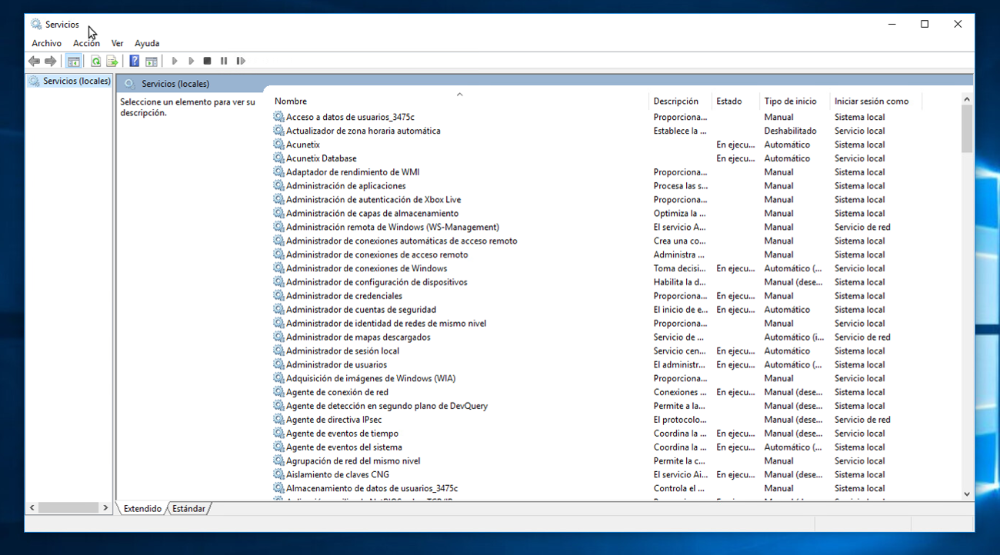 Servicios
Archivo Acción Ver Ayuda
Servicios (locales)
Servicios (locales)
Seleccione un elemento para ver su
descripción.
Nombre Descripción Estado Tipo de inicio Iniciar sesión como
Acceso a datos de usuarios_3475c Proporciona... Manual Sistema local
Actualizador de zona horaria automática Establece la ... Deshabilitado Servicio local
Acunetix En ejecu... Automático Sistema local
Acunetix Database En ejecu... Automático Servicio local
Adaptador de rendimiento de WMI Proporciona... Manual Sistema local
Administración de aplicaciones Procesa las s... Manual Sistema local
Administración de autenticación de Xbox Live Proporciona... Manual Sistema local
Administración de capas de almacenamiento Optimiza la ... Manual Sistema local
Administración remota de Windows (WS-Management) El servicio A... Manual Servicio de red
Administrador de conexiones automáticas de acceso remoto Crea una co... Manual Sistema local
Administrador de conexiones de acceso remoto Administra ... Manual Sistema local
Administrador de conexiones de Windows Toma decisi... En ejecu... Automático (... Servicio local
Administrador de configuración de dispositivos Habilita la d... Manual (dese... Sistema local
Administrador de credenciales Proporciona... En ejecu... Manual Sistema local
Administrador de cuentas de seguridad El inicio de e... En ejecu... Automático Sistema local
Administrador de identidad de redes de mismo nivel Proporciona... Manual Servicio local
Administrador de mapas descargados Servicio de ... Automático (i... Servicio de red
Administrador de sesión local Servicio cen... En ejecu... Automático Sistema local
Administrador de usuarios El administr... En ejecu... Automático (... Sistema local
Adquisición de imágenes de Windows (WIA) Proporciona... Manual Servicio local
Agente de conexión de red Conexiones ... En ejecu... Manual (dese... Sistema local
Agente de detección en segundo plano de DevQuery Permite a la... Manual (dese... Sistema local
Agente de directiva IPsec El protocolo... Manual (dese... Servicio de red
Agente de eventos de tiempo Coordina la ... En ejecu... Manual (dese... Servicio local
Agente de eventos del sistema Coordina la ... En ejecu... Automático (... Sistema local
Agrupación de red del mismo nivel Permite la c... Manual Servicio local
Aislamiento de claves CNG El servicio Ai... En ejecu... Manual (dese... Sistema local
Almacenamiento de datos de usuarios_3475c Controla el ... Manual Sistema local
Extendido Estándar